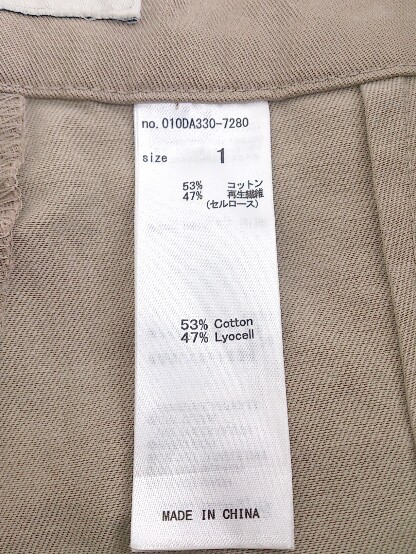 no. 010DA330-7280
size 1
53% コットン
47% 再生繊維
(セルロース)
53% Cotton
47% Lyocell
MADE IN CHINA